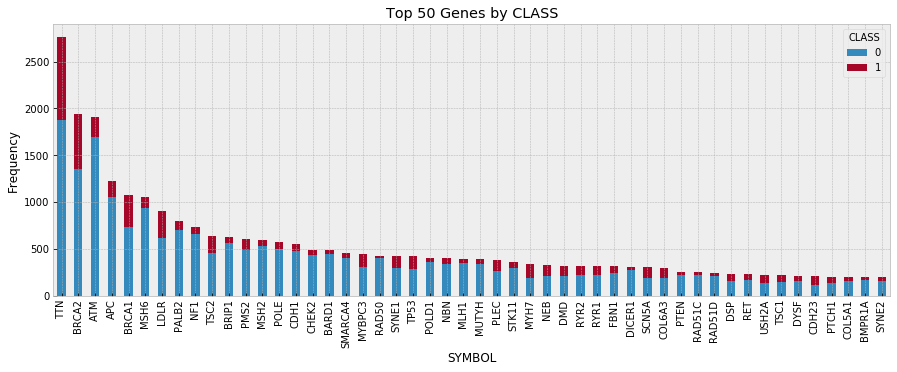 Top 50 Genes by CLASS
CLASS
0
1
Frequency
2500
2000
1500
1000
500
0
TTN
BRCA2
ATM
APC
BRCA1
MSH6
LDLR
PALB2
NF1
TSC2
BRIP1
PMS2
MSH2
POLE
CDH1
CHEK2
BARD1
SMARCA4
MYBPC3
RAD50
SYNE1
TP53
POLD1
NBN
MLH1
MUTYH
PLEC
STK11
MYH7
NEB
DMD
RYR2
RYR1
FBN1
DICER1
SCN5A
COL6A3
PTEN
RAD51C
RAD51D
DSP
RET
USH2A
TSC1
DYSF
CDH23
PTCH1
COL5A1
BMPR1A
SYNE2
SYMBOL